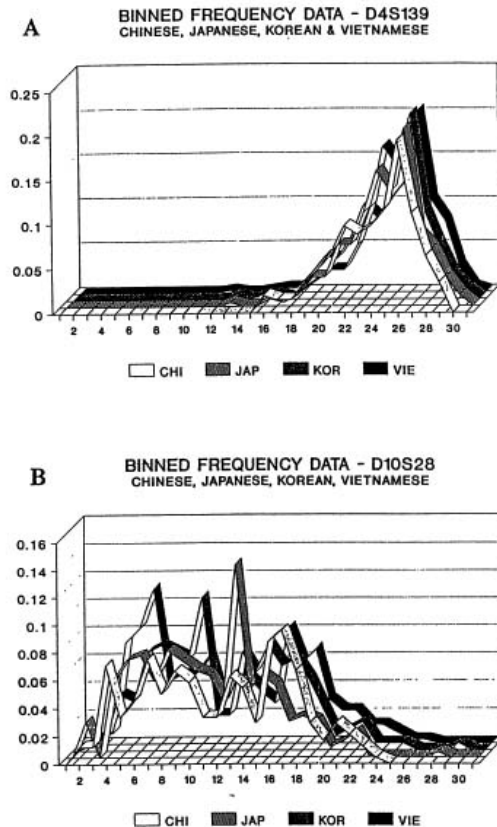 A
BINNED FREQUENCY DATA - D4S139
CHINESE, JAPANESE, KOREAN & VIETNAMESE
0.25
0.2
0.15
0.1
0.05
0
2 4 6 8 10 12 14 16 18 20 22 24 26 28 30
CHI JAP KOR VIE
B
BINNED FREQUENCY DATA - D10S28
CHINESE, JAPANESE, KOREAN, VIETNAMESE
0.16
0.14
0.12
0.1
0.08
0.06
0.04
0.02
0
2 4 6 8 10 12 14 16 18 20 22 24 26 28 30
CHI JAP KOR VIE